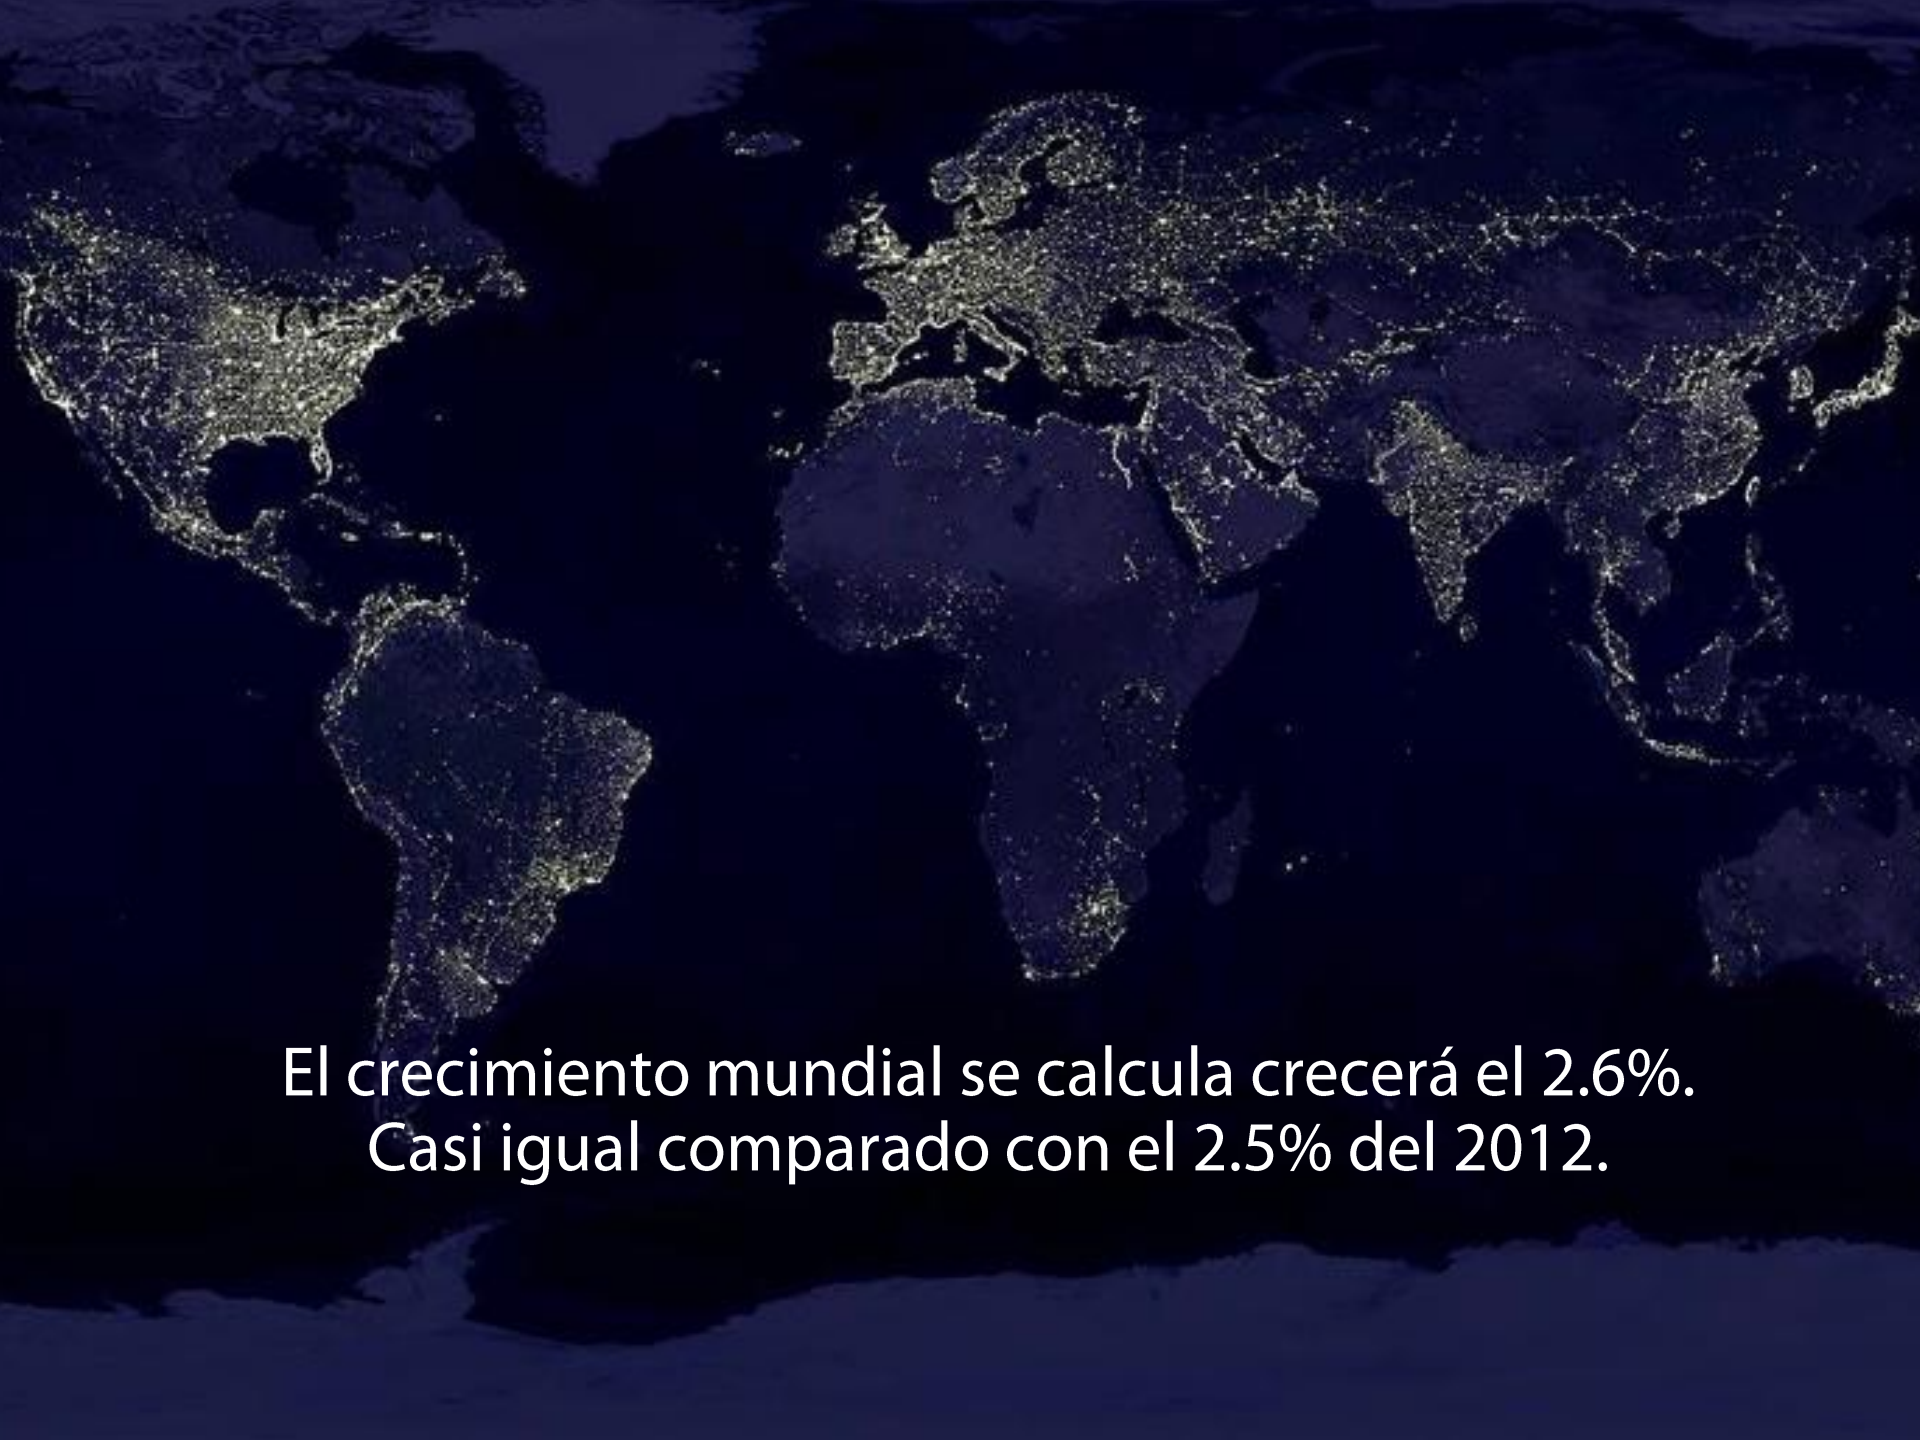 El crecimiento mundial se calcula crecerá el 2.6%.
Casi igual comparado con el 2.5% del 2012.